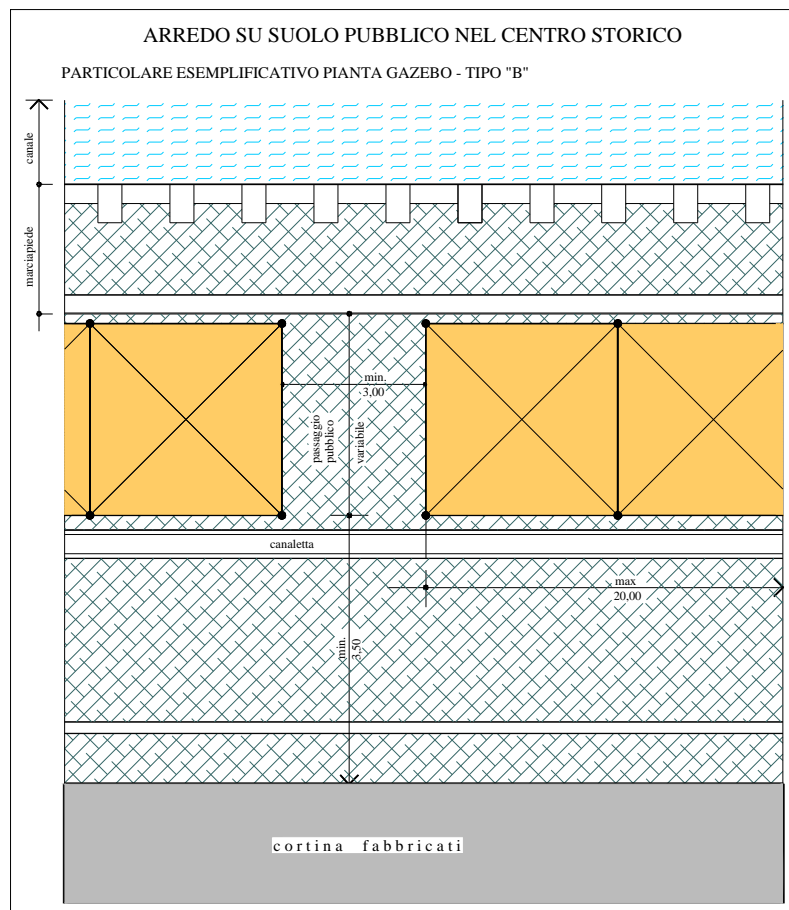 ARREDO SU SUOLO PUBBLICO NEL CENTRO STORICO
PARTICOLARE ESEMPLIFICATIVO PIANTA GAZEBO - TIPO "B"
canale
marciapiede
min.
3,00
passaggio
pubblico
variabile
canaletta
max
20,00
min.
3,50
cortina fabbricati